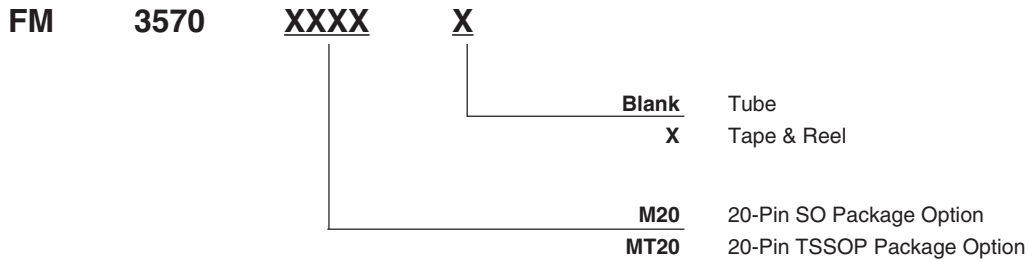 FM 3570 XXXX X
Blank Tube
X Tape & Reel
M20 20-Pin SO Package Option
MT20 20-Pin TSSOP Package Option